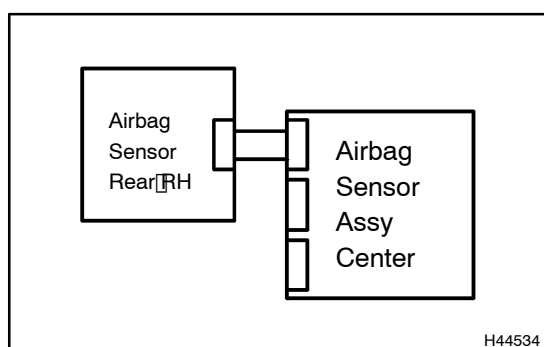 Airbag
Sensor
Rear RH
Airbag
Sensor
Assy
Center
H44534